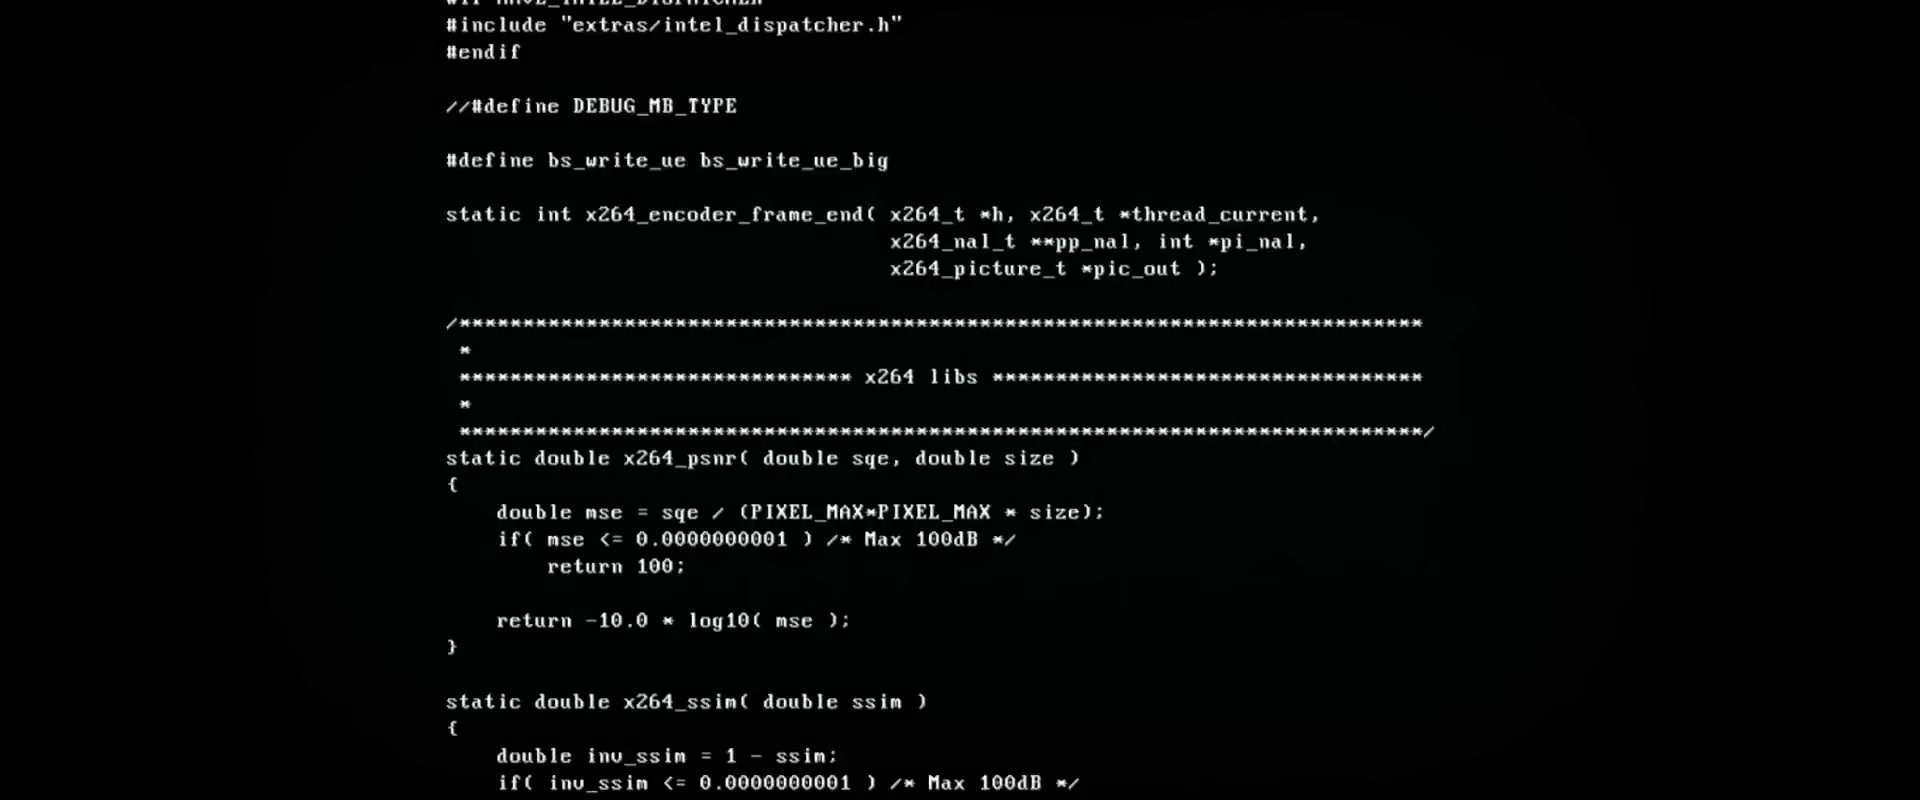 #if HAVE_INTEL_DISPATCHER
#include "extras/intel_dispatcher.h"
#endif
//#define DEBUG_MB_TYPE
#define bs_write_ue bs_write_ue_big
static int x264_encoder_frame_end( x264_t *h, x264_t *thread_current,
x264_nal_t **pp_nal, int *pi_nal,
x264_picture_t *pic_out );
/****************************************************************************
*
******************************* x264 libs **********************************
*
****************************************************************************/
static double x264_psnr( double sqe, double size )
{
double mse = sqe / (PIXEL_MAX*PIXEL_MAX * size);
if( mse <= 0.0000000001 ) /* Max 100dB */
return 100;
return -10.0 * log10( mse );
}
static double x264_ssim( double ssim )
{
double inv_ssim = 1 - ssim;
if( inv_ssim <= 0.0000000001 ) /* Max 100dB */